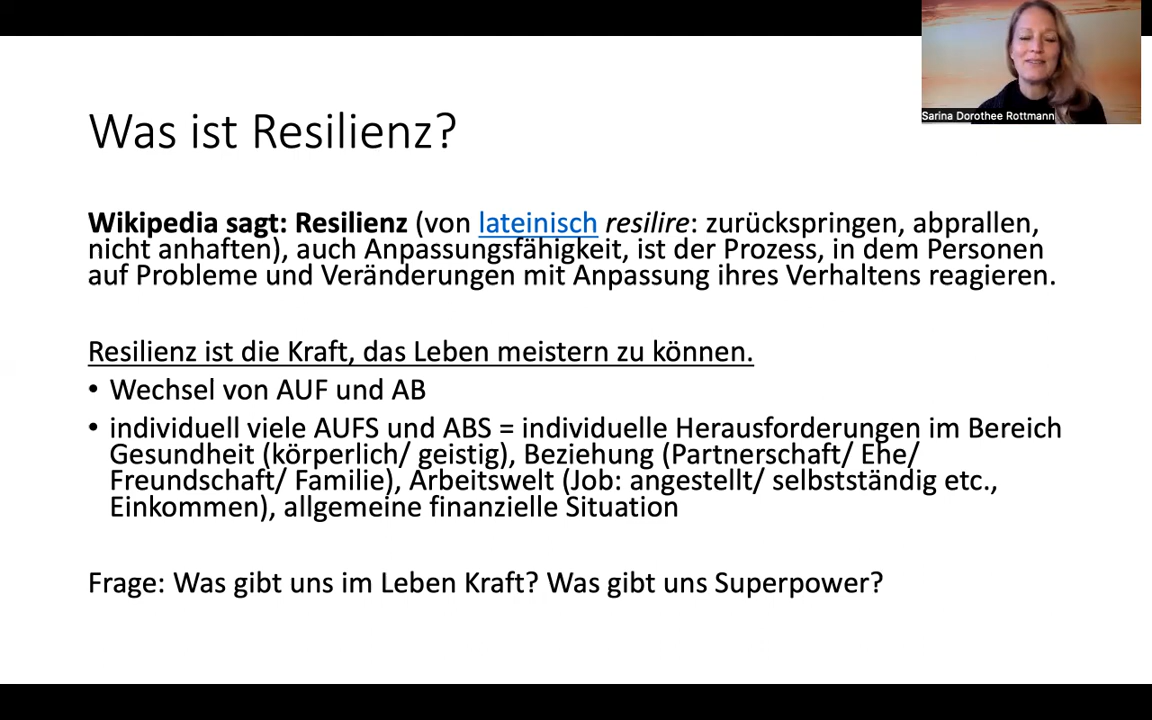 Sarina Dorothee Rottmann
Was ist Resilienz?
Wikipedia sagt: Resilienz (von lateinisch resilire: zurückspringen, abprallen,
nicht anhaften), auch Anpassungsfähigkeit, ist der Prozess, in dem Personen
auf Probleme und Veränderungen mit Anpassung ihres Verhaltens reagieren.
Resilienz ist die Kraft, das Leben meistern zu können.
• Wechsel von AUF und AB
• individuell viele AUFS und ABS = individuelle Herausforderungen im Bereich
Gesundheit (körperlich/ geistig), Beziehung (Partnerschaft/ Ehe/
Freundschaft/ Familie), Arbeitswelt (Job: angestellt/ selbstständig etc.,
Einkommen), allgemeine finanzielle Situation
Frage: Was gibt uns im Leben Kraft? Was gibt uns Superpower?